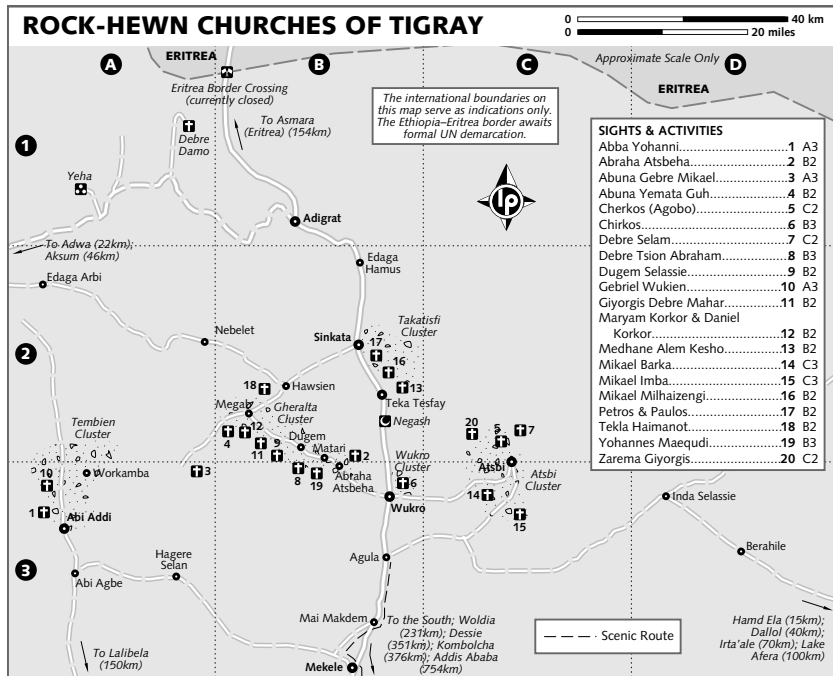 ROCK-HEWN CHURCHES OF TIGRAY
0 40 km
0 20 miles
A
B
C
D
ERITREA
Approximate Scale Only
ERITREA
Eritrea Border Crossing
(currently closed)
The international boundaries on
this map serve as indications only.
The Ethiopia–Eritrea border awaits
formal UN demarcation.
To Asmara
(Eritrea) (154km)
Debre
Damo
1
Yeha
lp
Adigrat
To Adwa (22km);
Aksum (46km)
Edaga Arbi
Edaga
Hamus
SIGHTS & ACTIVITIES
Abba Yohanni 1 A3
Abraha Atsbeha 2 B2
Abuna Gebre Mikael 3 A3
Abuna Yemata Guh 4 B2
Cherkos (Agobo) 5 C2
Chirkos 6 B3
Debre Selam 7 C2
Debre Tsion Abraham 8 B3
Dugem Selassie 9 B2
Gebriel Wukien 10 A3
Giyorgis Debre Mahar 11 B2
Maryam Korkor & Daniel
Korkor 12 B2
Medhane Alem Kesho 13 B2
Mikael Barka 14 C3
Mikael Imba 15 C3
Mikael Milhaizengi 16 B2
Petros & Paulos 17 B2
Tekla Haimanot 18 B2
Yohannes Maequdi 19 B3
Zarema Giyorgis 20 C2
Nebelet
Takatisfi
Cluster
Sinkata
17
16
2
18
Hawsien
13
Megab
Gheralta
Cluster
Teka Tesfay
Negash
Tembien
Cluster
12
4
9
11
Dugem
Matari
2
20
5
7
Wukro
Cluster
Atsbi
Atsbi
Cluster
10
Workamba
3
8
19
Abraha
Atsbeha
6
Wukro
14
15
Inda Selassie
1
Abi Addi
3
Hagere
Selan
Agula
Berahile
Abi Agbe
Mai Makdem
To the South; Woldia
(231km); Dessie
(351km); Kombolcha
(376km); Addis Ababa
(754km)
Scenic Route
Hamd Ela (15km);
Dallol (40km);
Irta'ale (70km); Lake
Afera (100km)
To Lalibela
(150km)
Mekele